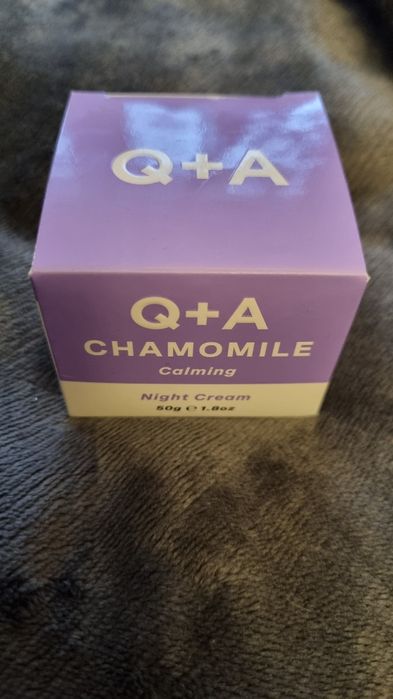 Q+A
Q+A
CHAMOMILE
Calming
Night Cream
50g ℮ 1.8oz